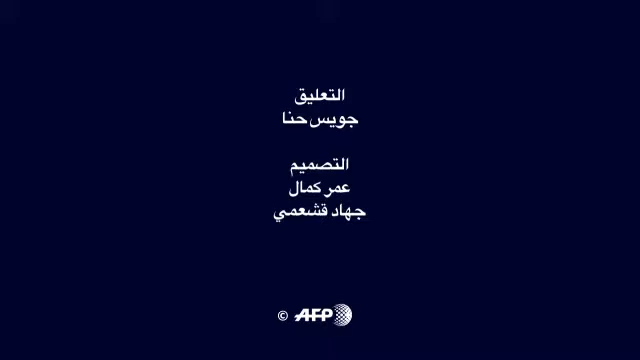 التعليق
جويس حنا
التصميم
عمر كمال
جهاد قشعمي
© AFP